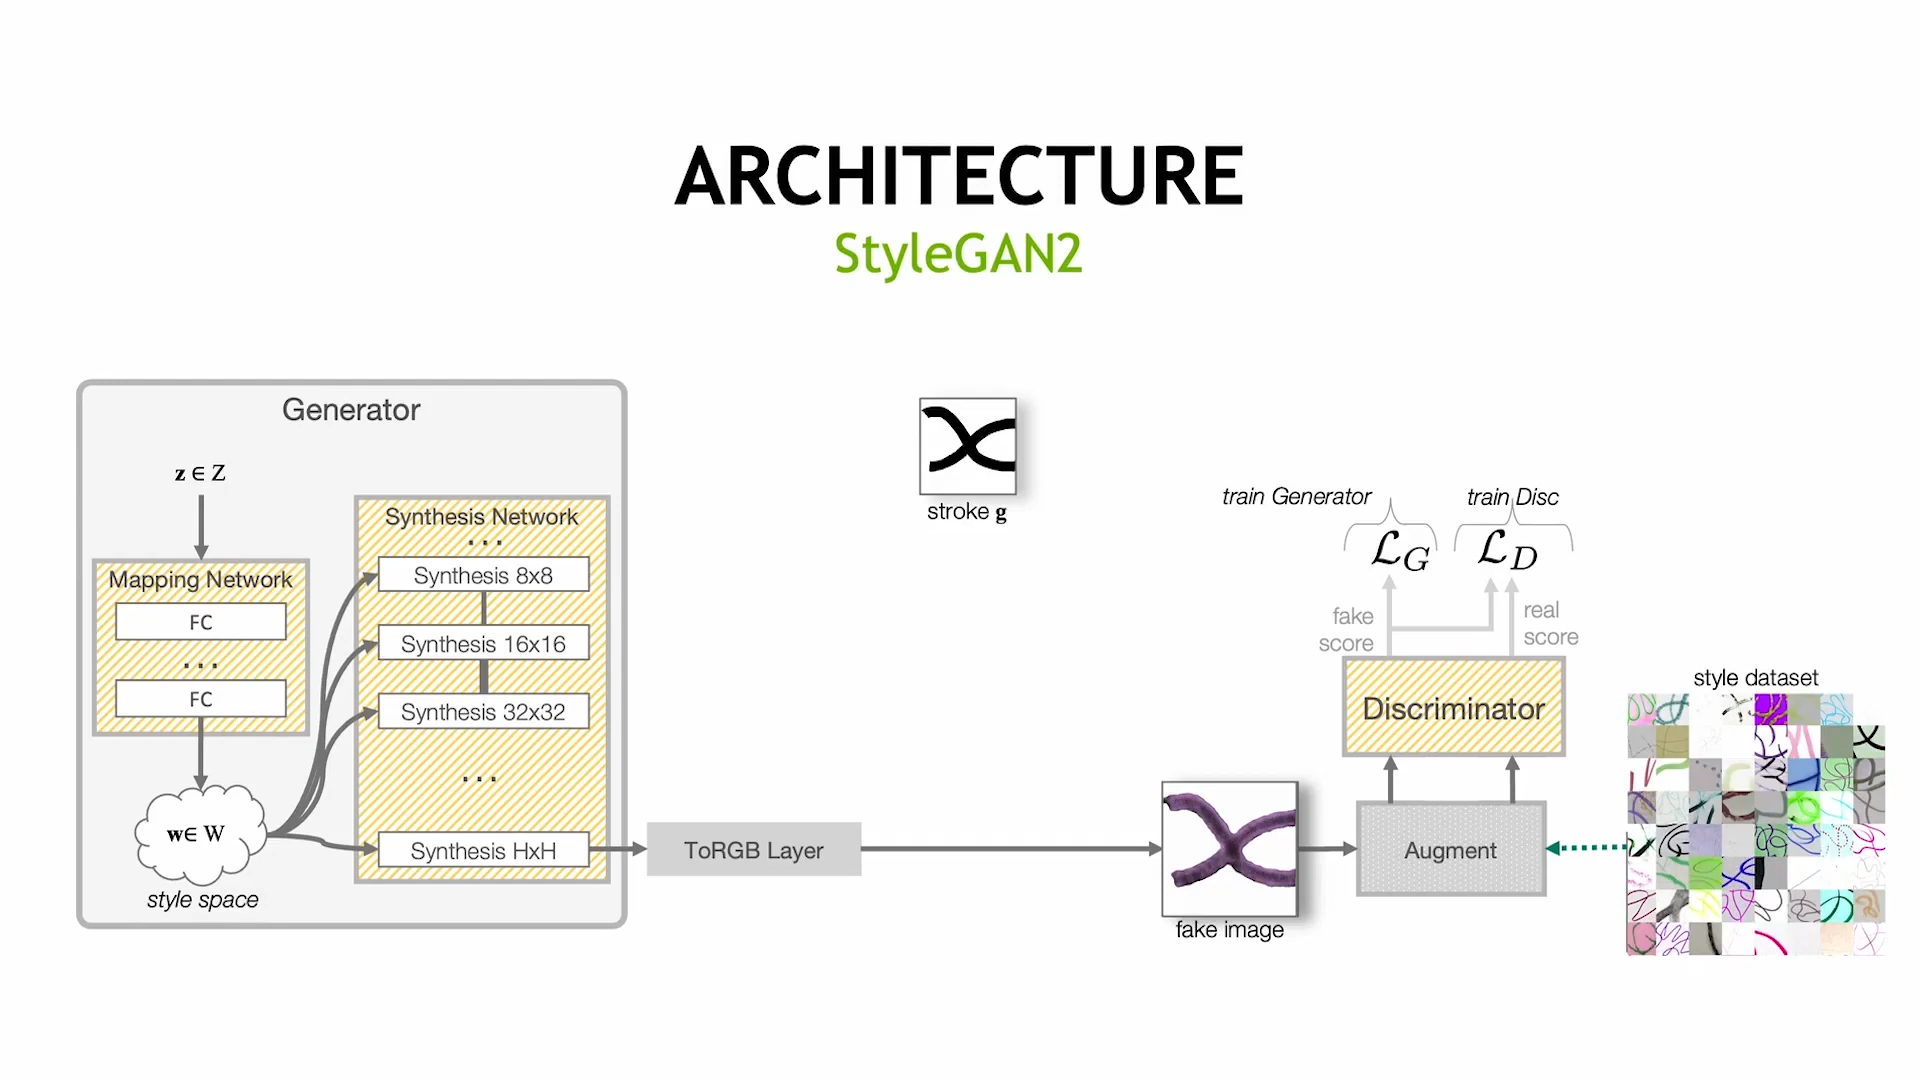 ARCHITECTURE
StyleGAN2
Generator
z ∈ Z
Mapping Network
FC
...
FC
w∈ W
style space
Synthesis Network
...
Synthesis 8x8
Synthesis 16x16
Synthesis 32x32
...
Synthesis HxH
ToRGB Layer
stroke g
fake image
train Generator
train Disc
ℒG
ℒD
fake
score
real
score
Discriminator
Augment
style dataset